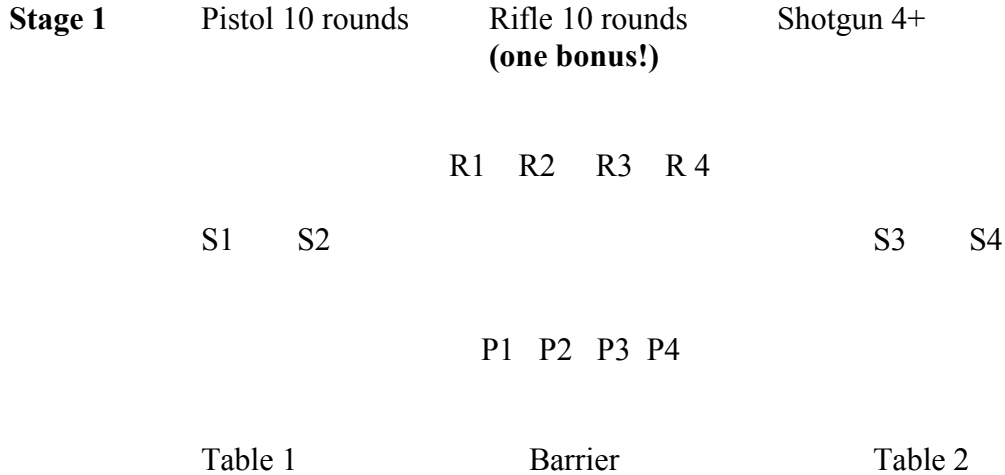 Stage 1 Pistol 10 rounds Rifle 10 rounds Shotgun 4+
(one bonus!)
R1 R2 R3 R 4
S1 S2 S3 S4
P1 P2 P3 P4
Table 1 Barrier Table 2